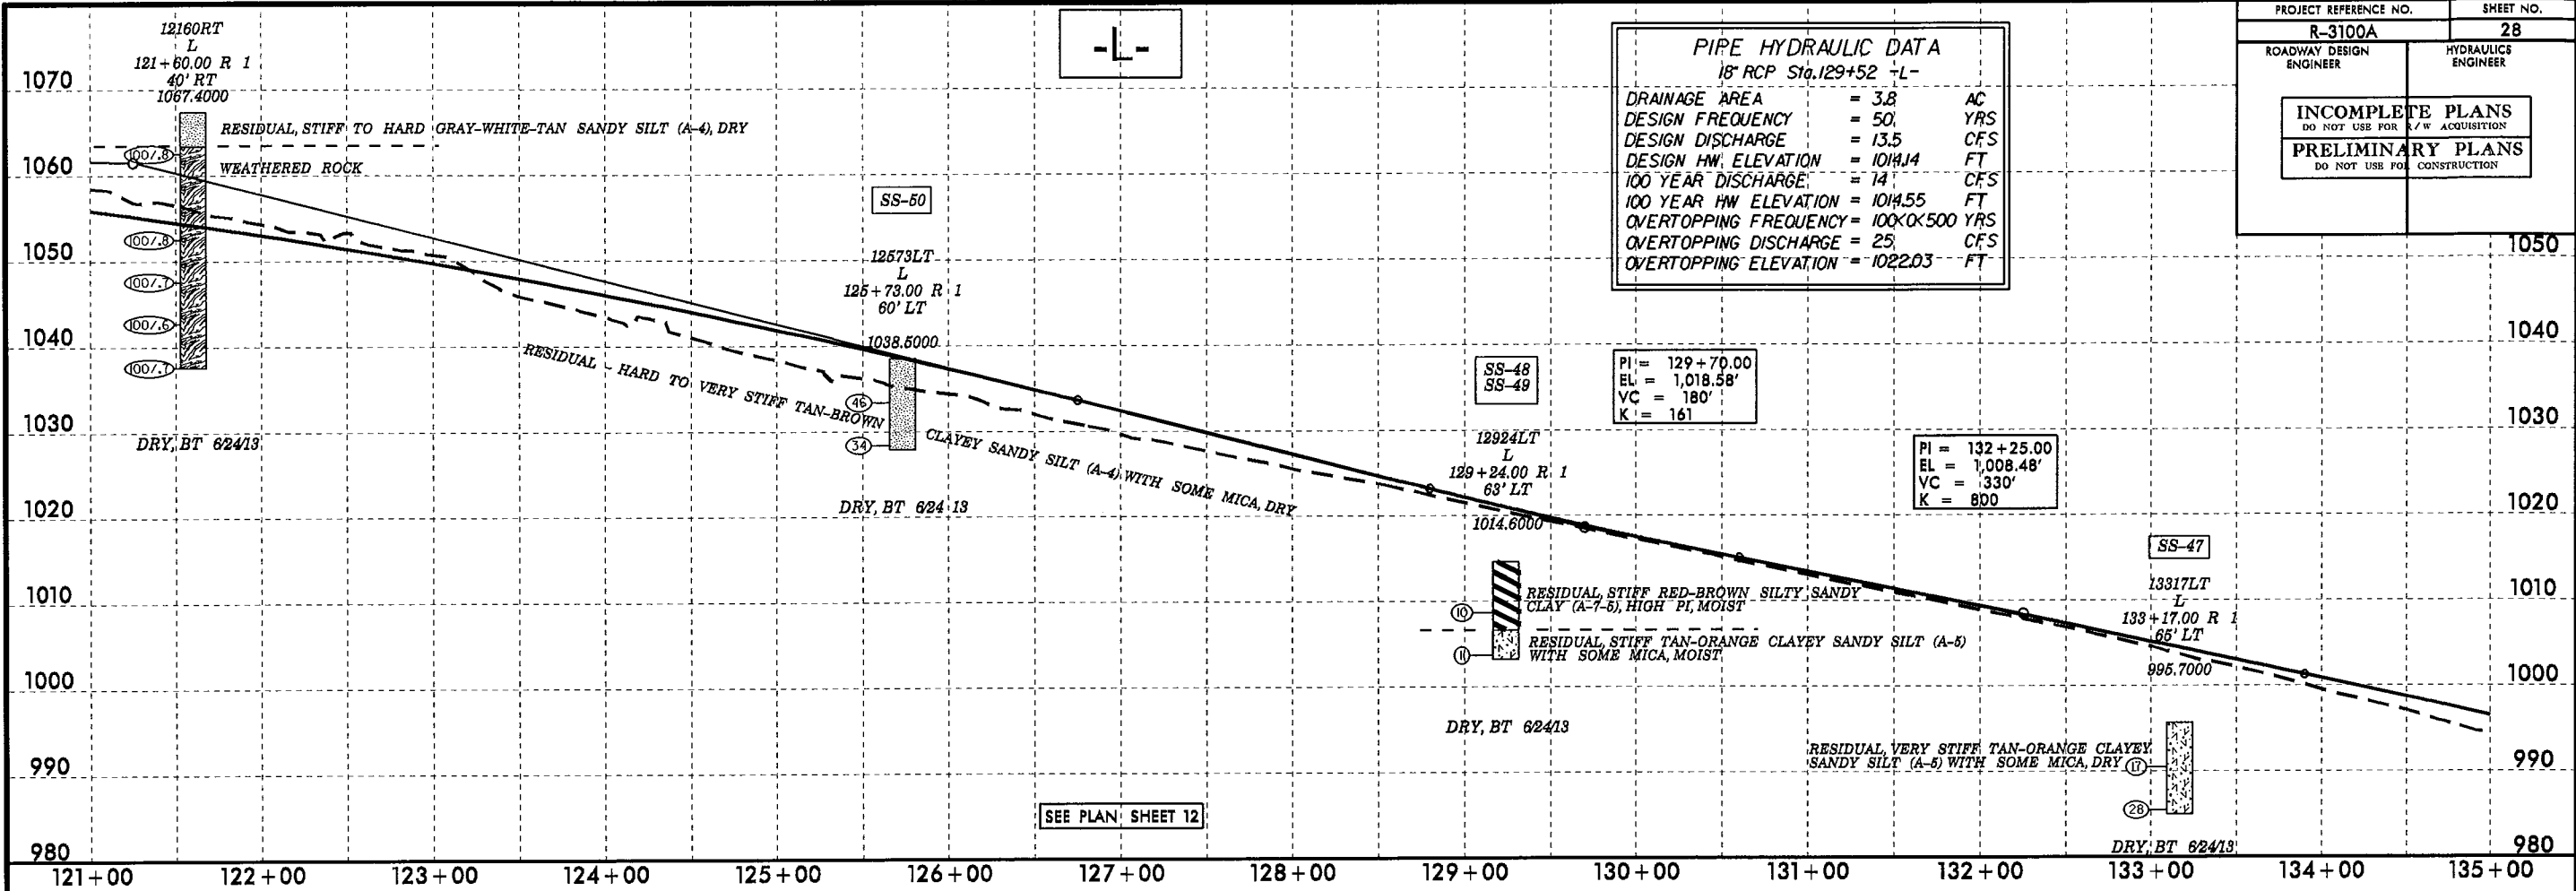 PROJECT REFERENCE NO.
SHEET NO.
R-3100A
28
ROADWAY DESIGN
ENGINEER
HYDRAULICS
ENGINEER
INCOMPLETE PLANS
DO NOT USE FOR R/W ACQUISITION
PRELIMINARY PLANS
DO NOT USE FOR CONSTRUCTION
-L-
PIPE HYDRAULIC DATA
18" RCP Sta.129+52 -L-
DRAINAGE AREA = 3.8 AC
DESIGN FREQUENCY = 50 YRS
DESIGN DISCHARGE = 13.5 CFS
DESIGN HW ELEVATION = 1014.14 FT
100 YEAR DISCHARGE = 14 CFS
100 YEAR HW ELEVATION = 1014.55 FT
OVERTOPPING FREQUENCY = 100<Q<500 YRS
OVERTOPPING DISCHARGE = 25 CFS
OVERTOPPING ELEVATION = 1022.03 FT
12160RT
L
121+60.00 R 1
40' RT
1067.4000
RESIDUAL, STIFF TO HARD GRAY-WHITE-TAN SANDY SILT (A-4), DRY
WEATHERED ROCK
100/.8
100/.8
100/.7
100/.6
100/.7
DRY, BT 6/24/13
SS-50
12573LT
L
125+73.00 R 1
60' LT
1038.5000
46
34
RESIDUAL - HARD TO VERY STIFF TAN-BROWN CLAYEY SANDY SILT (A-4) WITH SOME MICA, DRY
DRY, BT 6/24 13
SS-48
SS-49
12924LT
L
129+24.00 R 1
63' LT
1014.6000
10
11
RESIDUAL, STIFF RED-BROWN SILTY SANDY
CLAY (A-7-5), HIGH PI, MOIST
RESIDUAL, STIFF TAN-ORANGE CLAYEY SANDY SILT (A-5)
WITH SOME MICA, MOIST
DRY, BT 6/24/13
PI = 129+70.00
EL = 1,018.58'
VC = 180'
K = 161
PI = 132+25.00
EL = 1,008.48'
VC = 330'
K = 800
SS-47
13317LT
L
133+17.00 R 1
65' LT
995.7000
RESIDUAL, VERY STIFF TAN-ORANGE CLAYEY
SANDY SILT (A-5) WITH SOME MICA, DRY
17
28
DRY, BT 6/24/13
SEE PLAN SHEET 12
1070
1060
1050
1040
1030
1020
1010
1000
990
980
1050
1040
1030
1020
1010
1000
990
980
121+00 122+00 123+00 124+00 125+00 126+00 127+00 128+00 129+00 130+00 131+00 132+00 133+00 134+00 135+00